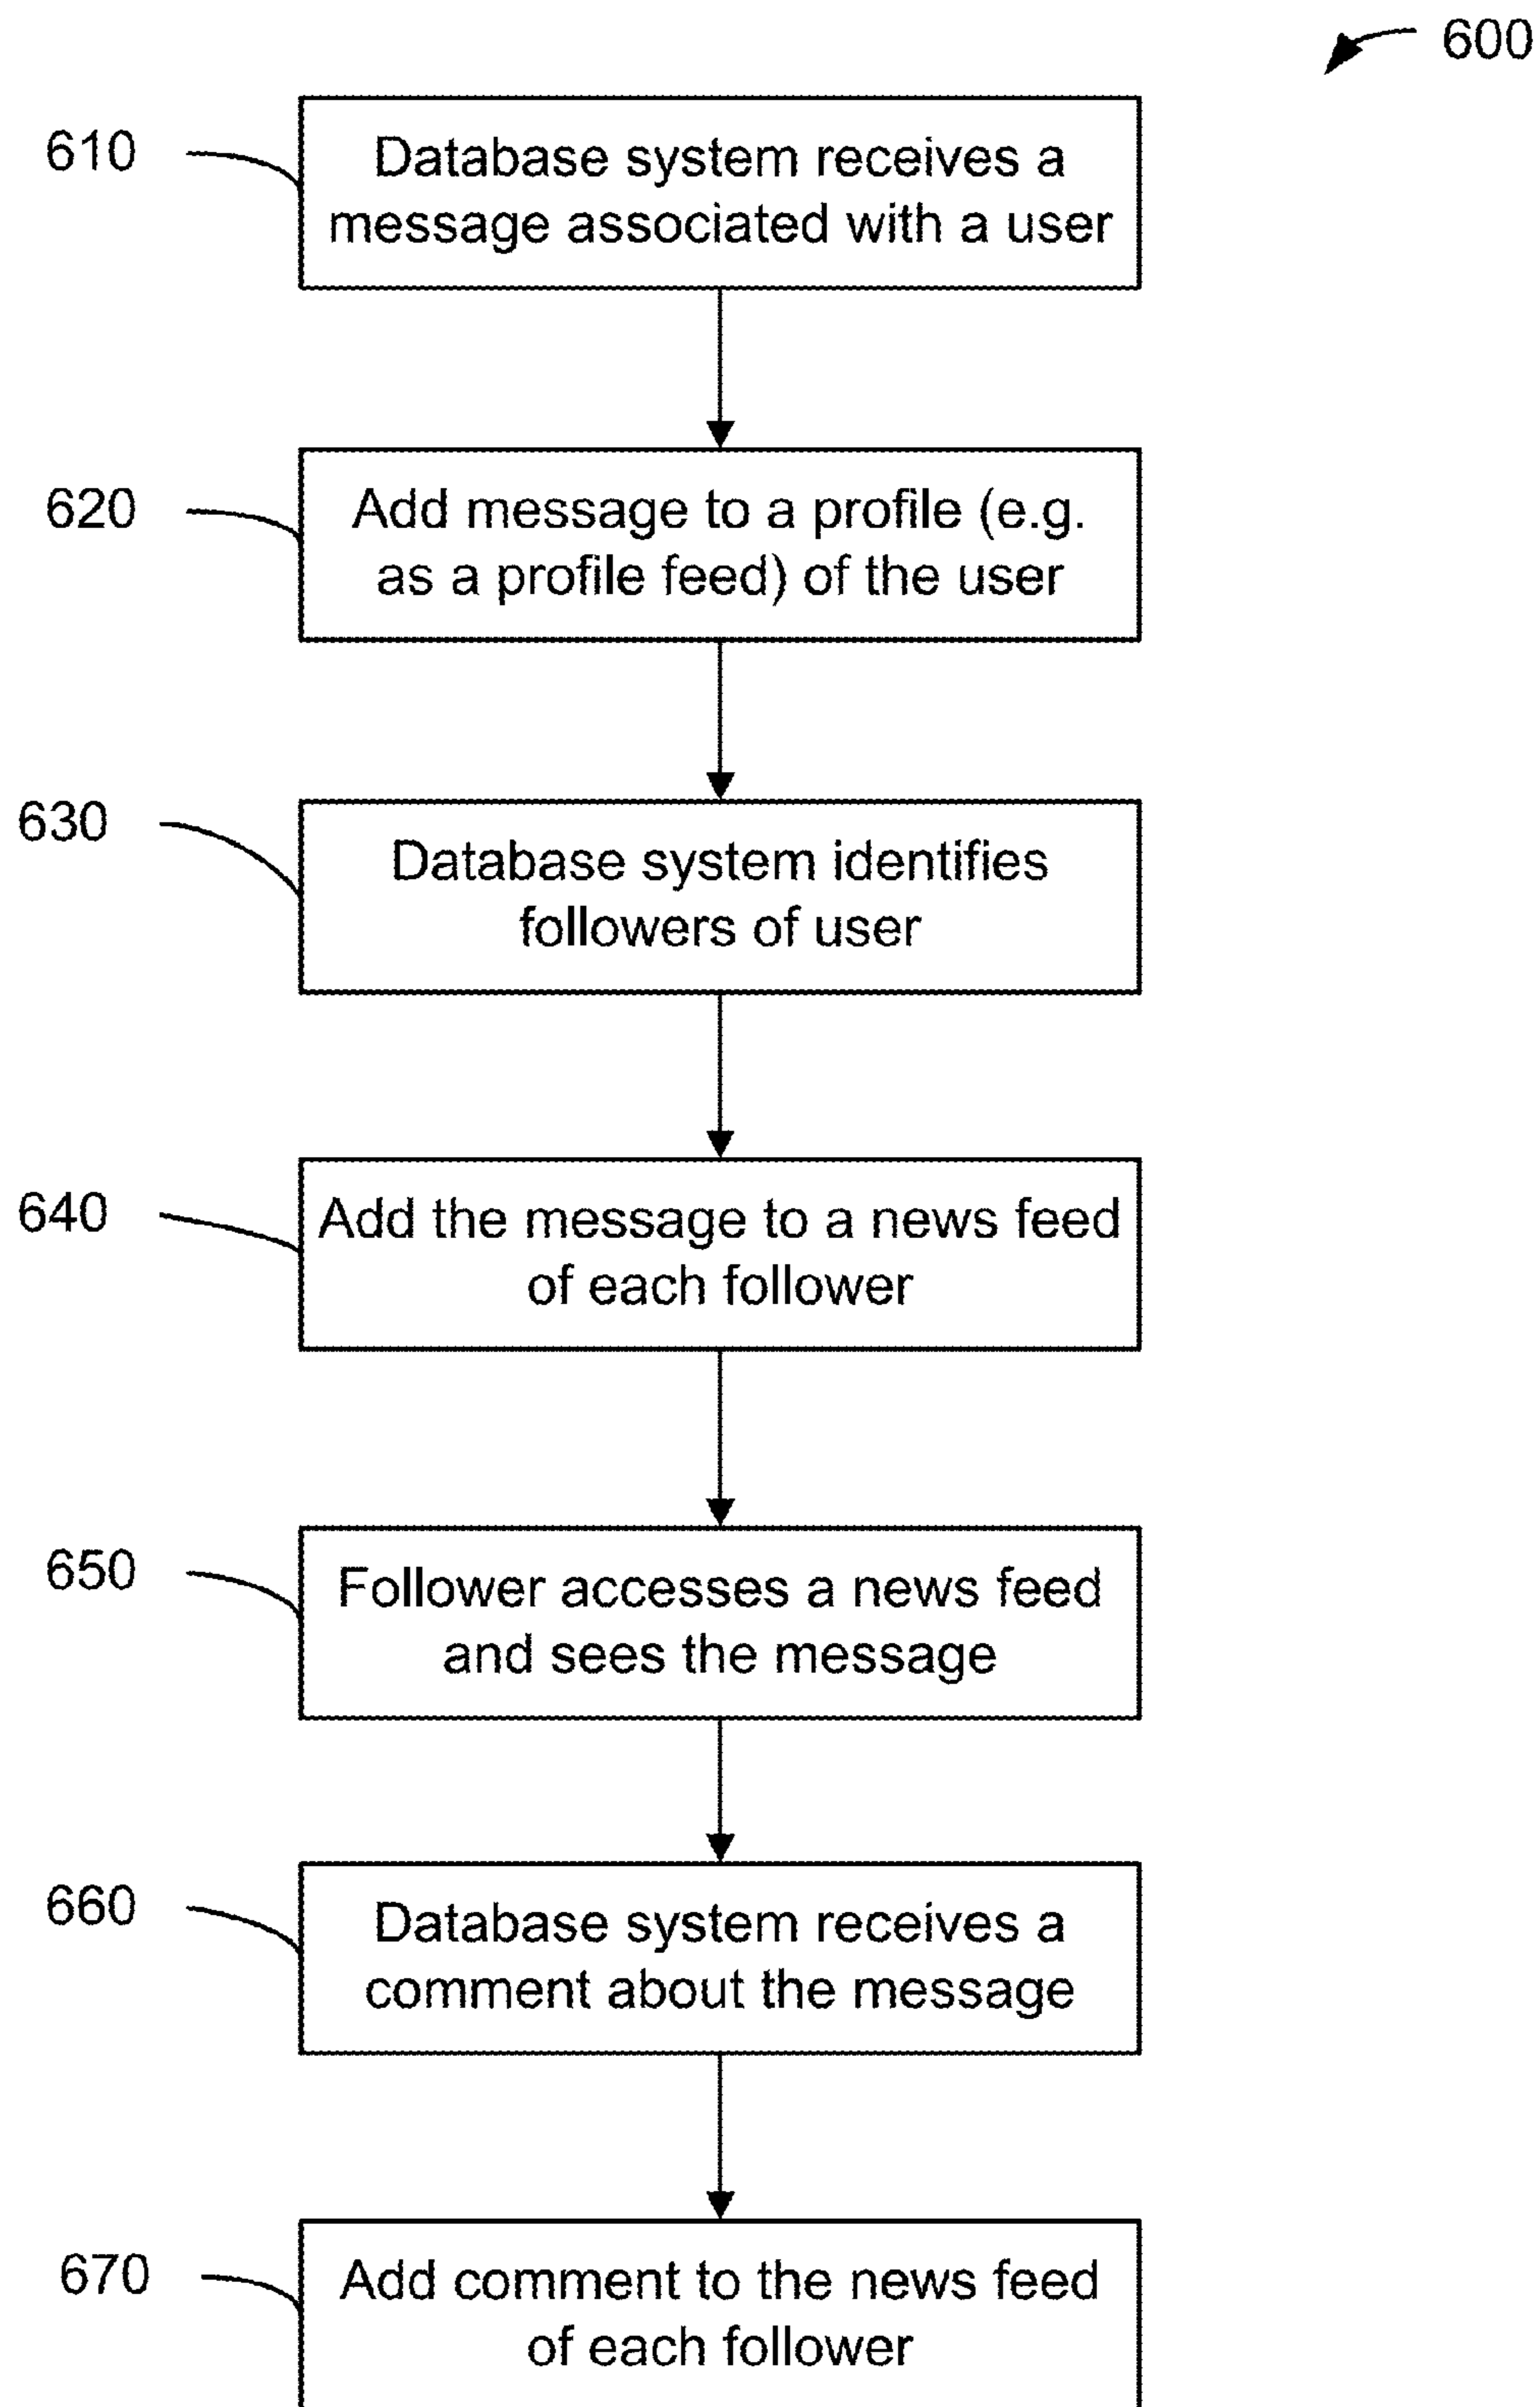 600
610
Database system receives a
message associated with a user
620
Add message to a profile (e.g.
as a profile feed) of the user
630
Database system identifies
followers of user
640
Add the message to a news feed
of each follower
650
Follower accesses a news feed
and sees the message
660
Database system receives a
comment about the message
670
Add comment to the news feed
of each follower